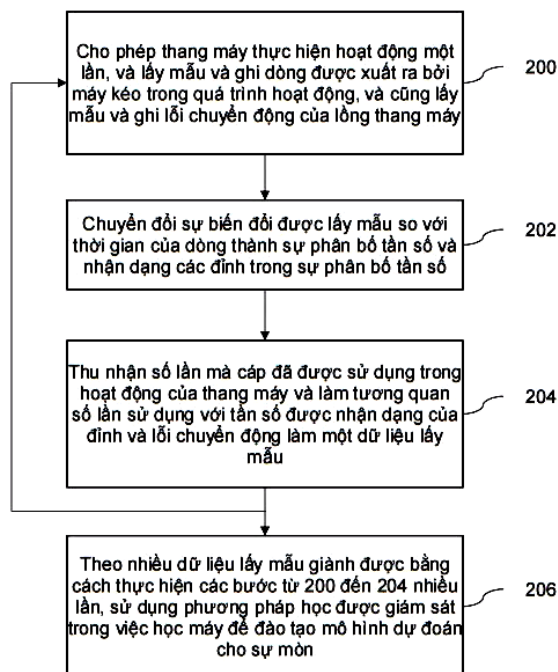 Cho phép thang máy thực hiện hoạt động một
lần, và lấy mẫu và ghi dòng được xuất ra bởi
máy kéo trong quá trình hoạt động, và cũng lấy
mẫu và ghi lỗi chuyển động của lồng thang máy
200
Chuyển đổi sự biến đổi được lấy mẫu so với
thời gian của dòng thành sự phân bố tần số và
nhận dạng các đỉnh trong sự phân bố tần số
202
Thu nhận số lần mà cáp đã được sử dụng trong
hoạt động của thang máy và làm tương quan
số lần sử dụng với tần số được nhận dạng của
đỉnh và lỗi chuyển động làm một dữ liệu lấy
mẫu
204
Theo nhiều dữ liệu lấy mẫu giành được bằng
cách thực hiện các bước từ 200 đến 204 nhiều
lần, sử dụng phương pháp học được giám sát
trong việc học máy để đào tạo mô hình dự đoán
cho sự mòn
206